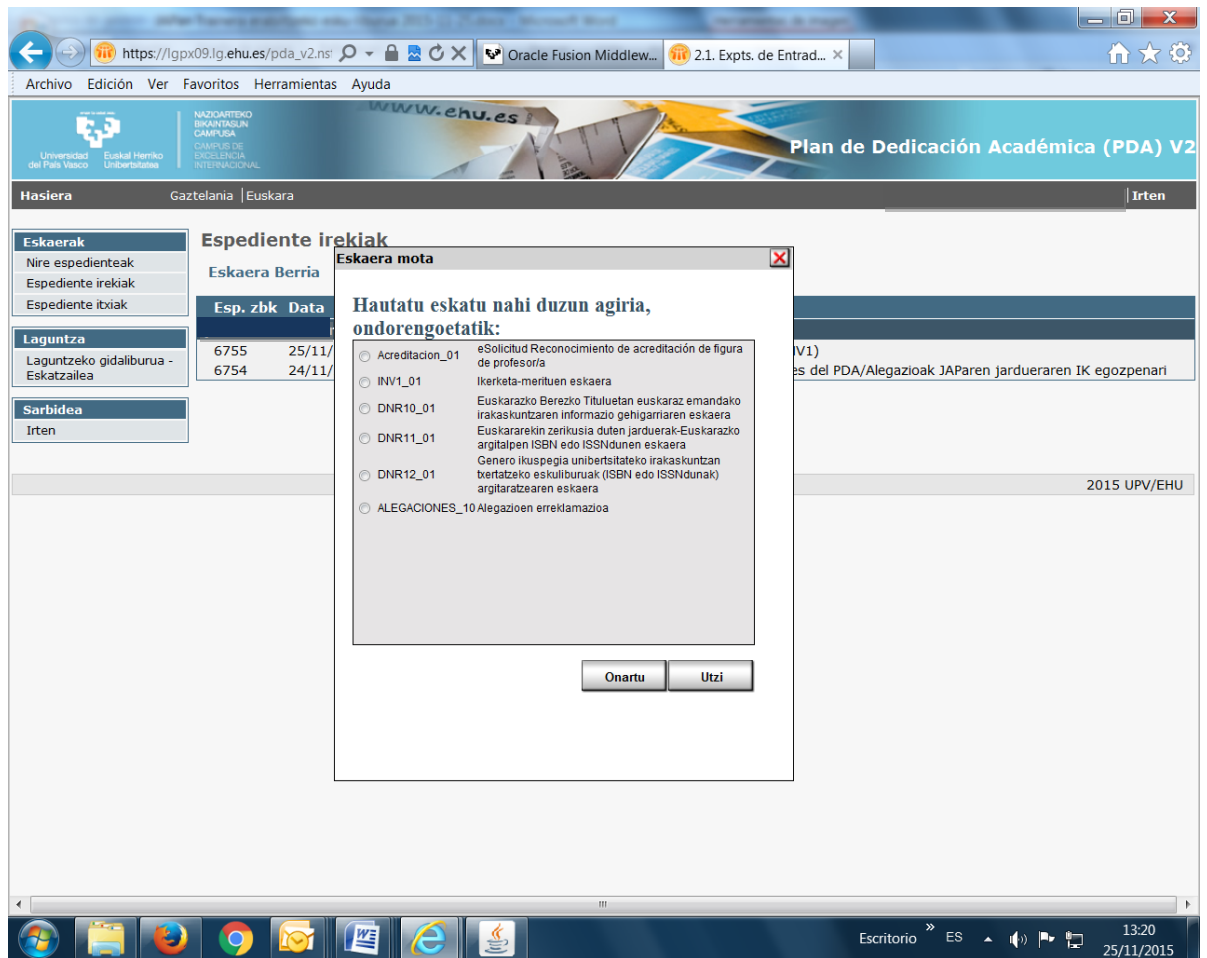 https://lgpx09.lg.ehu.es/pda_v2.ns
Oracle Fusion Middlew...
2.1. Expts. de Entrad...
Archivo Edición Ver Favoritos Herramientas Ayuda
Universidad del País Vasco
Euskal Herriko Unibertsitatea
NAZIOARTEKO
BIKAINTASUN
CAMPUSA
CAMPUS DE
EXCELENCIA
INTERNACIONAL
www.ehu.es
Plan de Dedicación Académica (PDA) V2
Hasiera Gaztelania |Euskara |Irten
Eskaerak
Nire espedienteak
Espediente irekiak
Espediente itxiak
Laguntza
Laguntzeko gidaliburua -
Eskatzailea
Sarbidea
Irten
Espediente irekiak
Eskaera Berria
Esp. zbk Data
6755 25/11/ IV1)
6754 24/11/ es del PDA/Alegazioak JAParen jardueraren IK egozpenari
Eskaera mota
Hautatu eskatu nahi duzun agiria,
ondorengoetatik:
Acreditacion_01 eSolicitud Reconocimiento de acreditación de figura
de profesor/a
INV1_01 Ikerketa-merituen eskaera
DNR10_01 Euskarazko Berezko Tituluetan euskaraz emandako
irakaskuntzaren informazio gehigarriaren eskaera
DNR11_01 Euskararekin zerikusia duten jarduerak-Euskarazko
argitalpen ISBN edo ISSNdunen eskaera
DNR12_01 Genero ikuspegia unibertsitateko irakaskuntzan
txertatzeko eskuliburuak (ISBN edo ISSNdunak)
argitaratzearen eskaera
ALEGACIONES_10 Alegazioen erreklamazioa
Onartu Utzi
2015 UPV/EHU
Escritorio » ES
13:20
25/11/2015